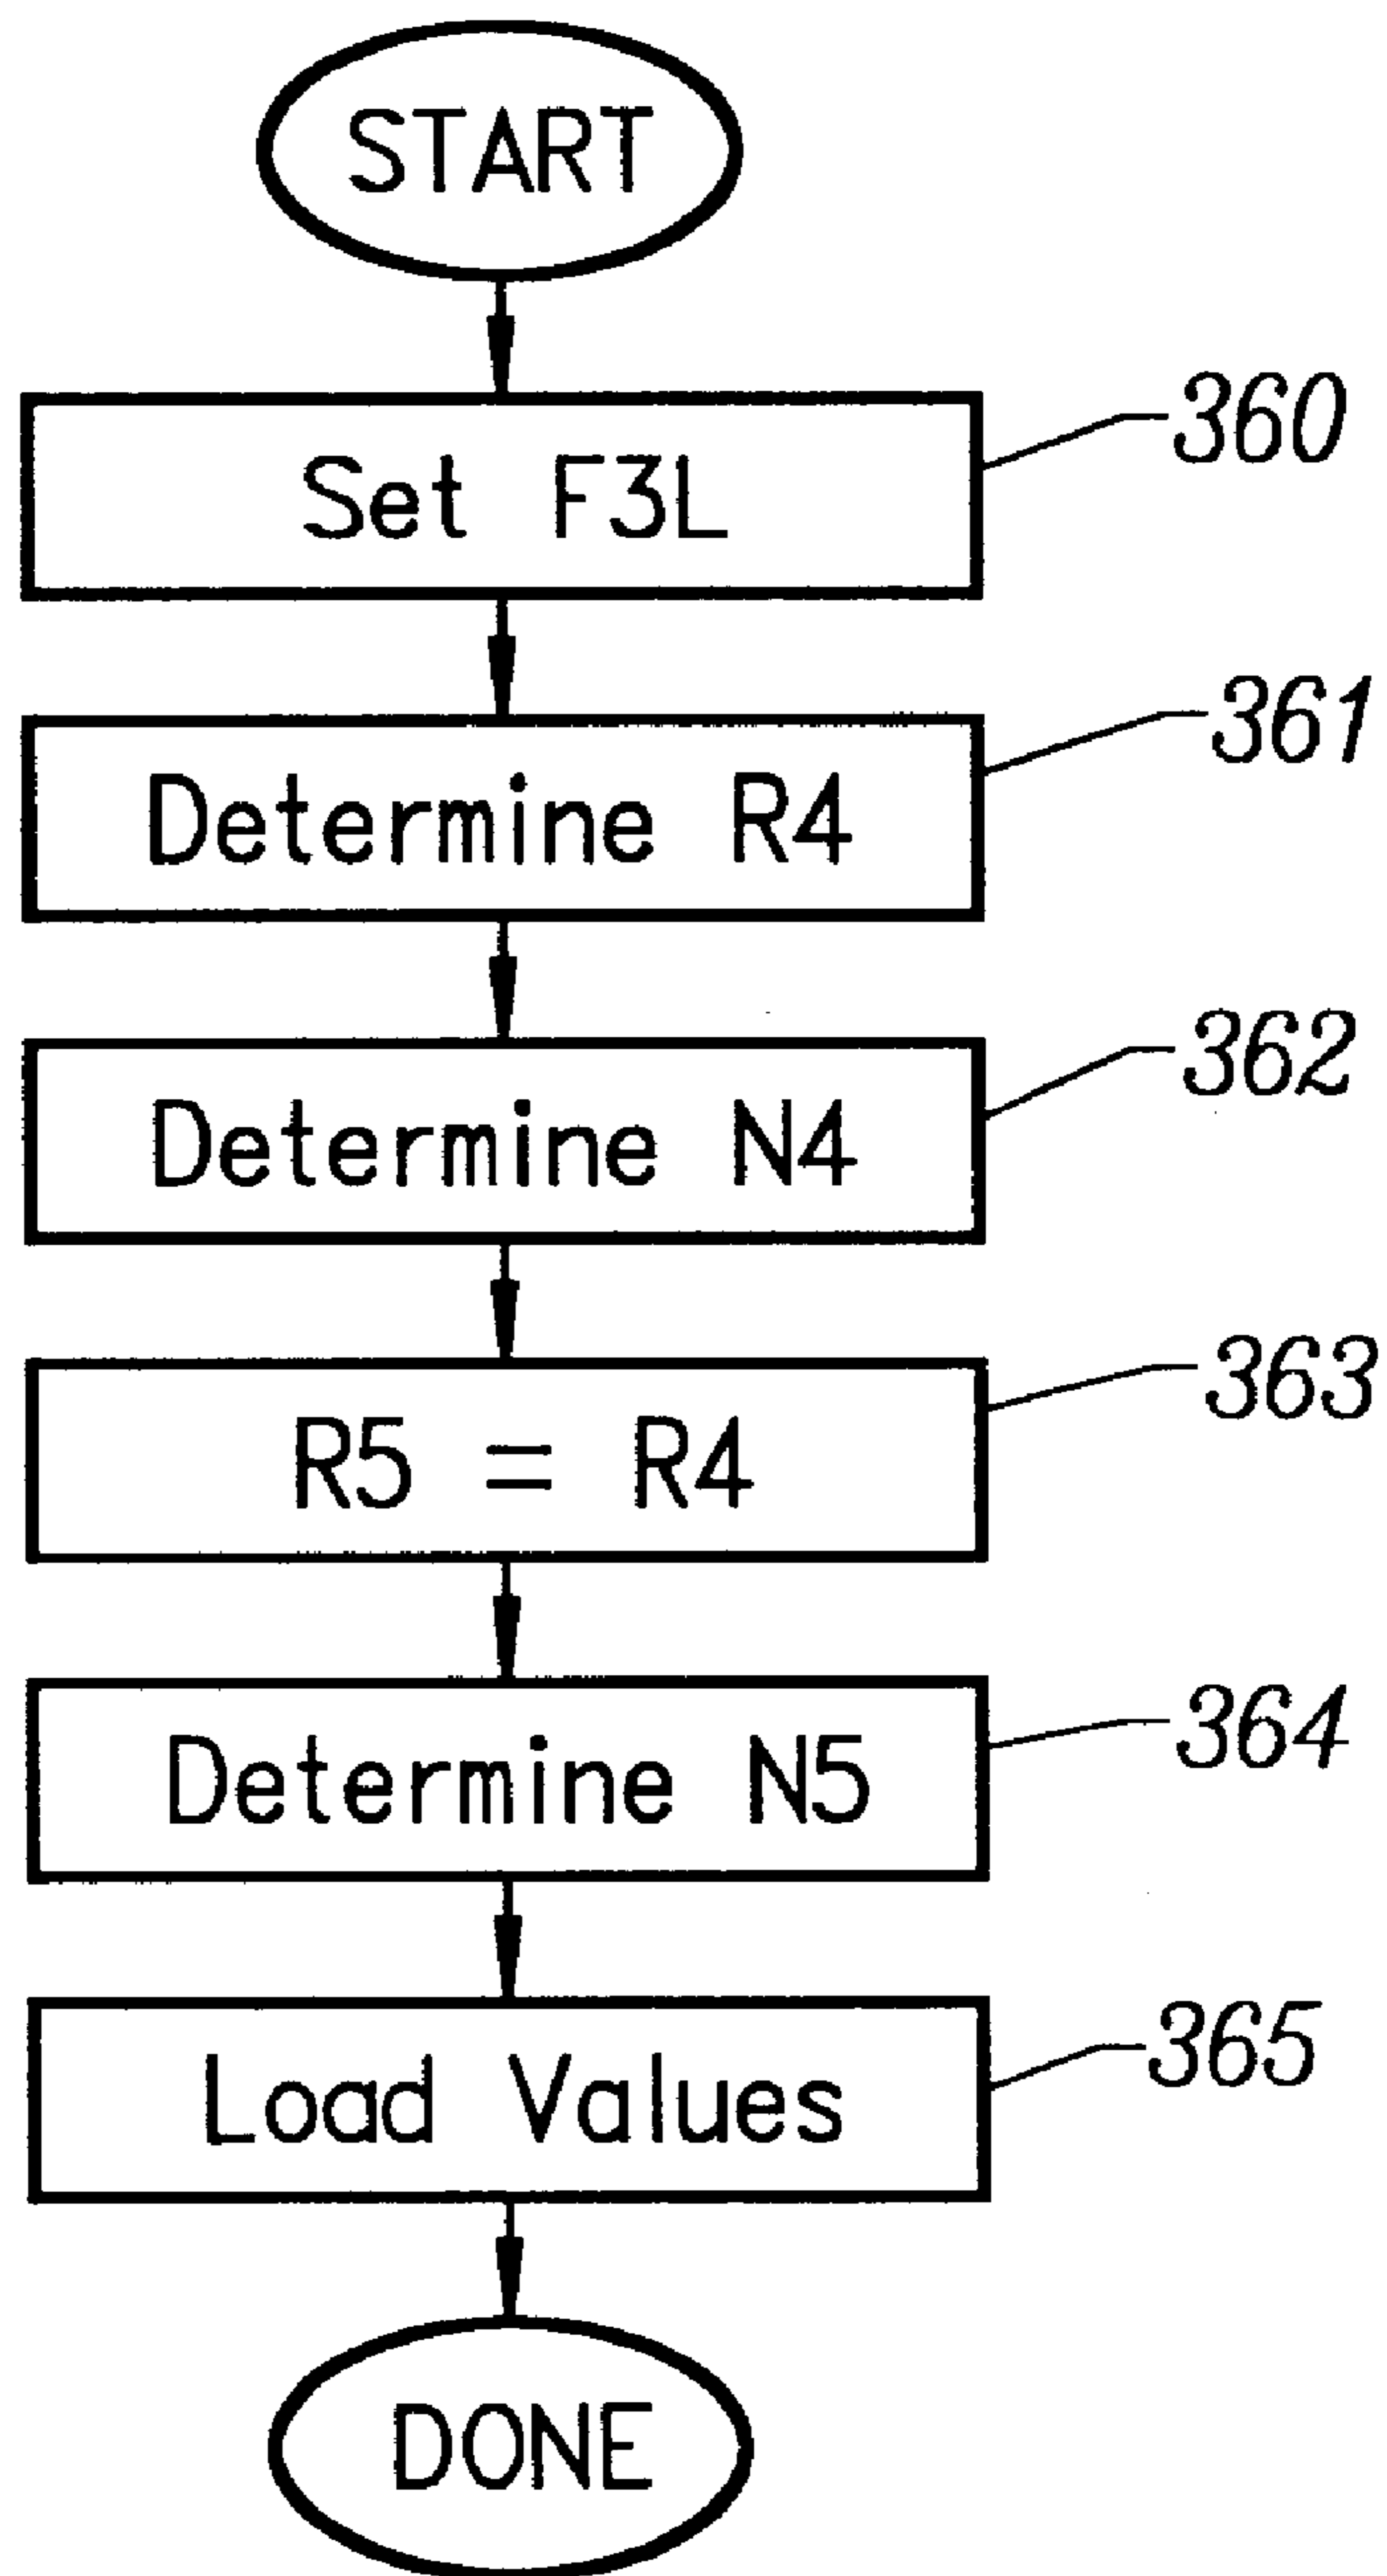 START
Set F3L
360
Determine R4
361
Determine N4
362
R5 = R4
363
Determine N5
364
Load Values
365
DONE